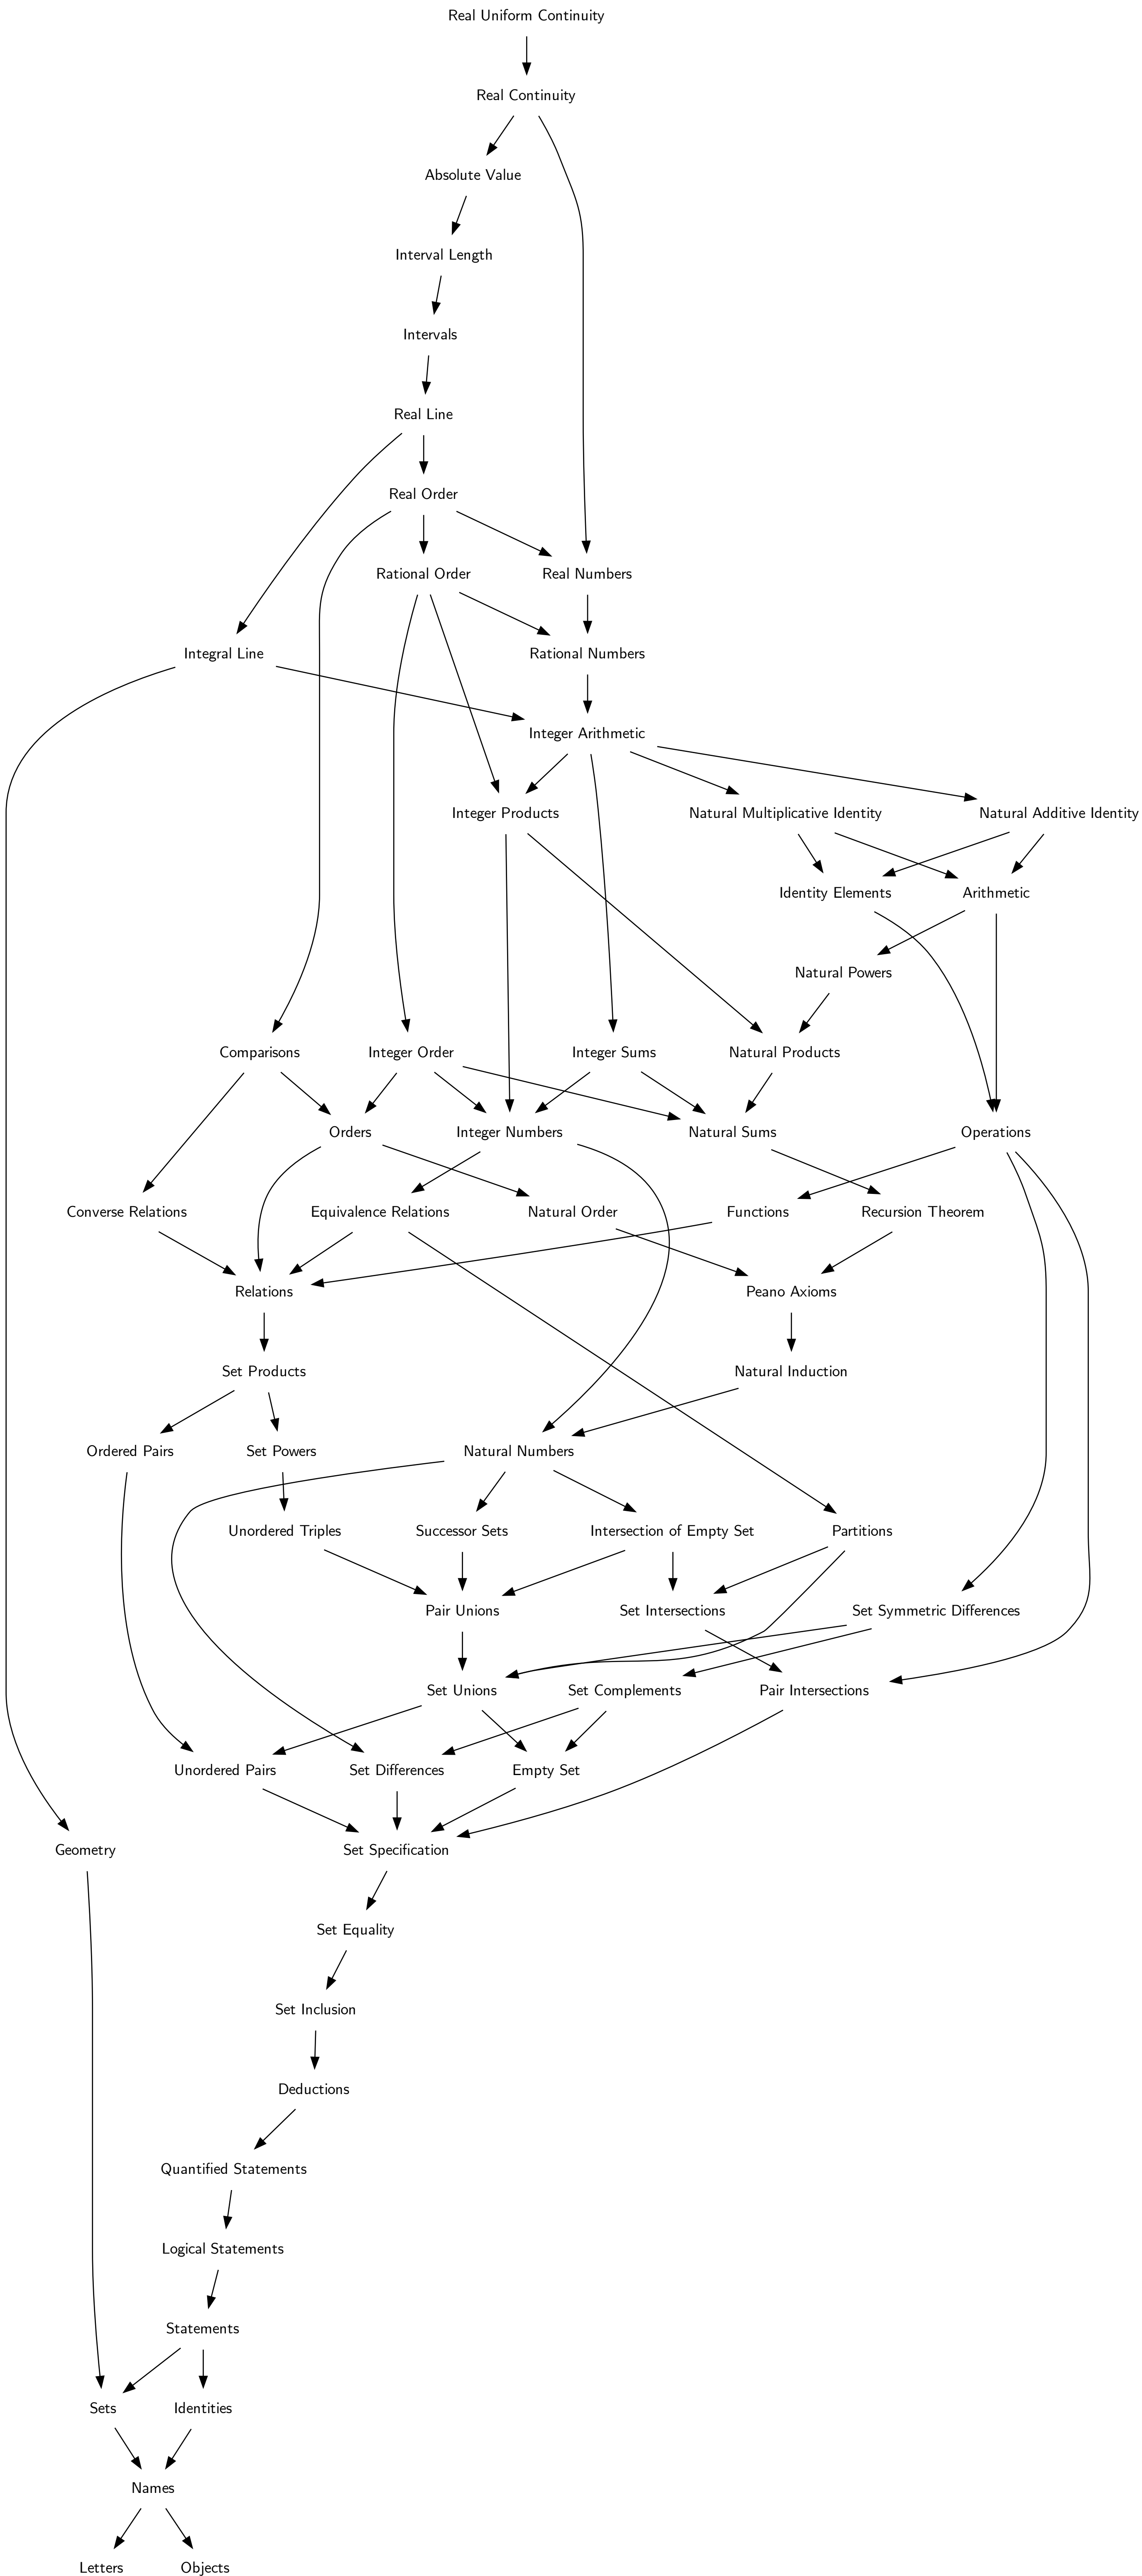 Real Uniform Continuity
Real Continuity
Absolute Value
Interval Length
Intervals
Real Line
Real Order
Rational Order
Real Numbers
Integral Line
Rational Numbers
Integer Arithmetic
Integer Products
Natural Multiplicative Identity
Natural Additive Identity
Identity Elements
Arithmetic
Natural Powers
Comparisons
Integer Order
Integer Sums
Natural Products
Orders
Integer Numbers
Natural Sums
Operations
Converse Relations
Equivalence Relations
Natural Order
Functions
Recursion Theorem
Relations
Peano Axioms
Set Products
Natural Induction
Ordered Pairs
Set Powers
Natural Numbers
Unordered Triples
Successor Sets
Intersection of Empty Set
Partitions
Pair Unions
Set Intersections
Set Symmetric Differences
Set Unions
Set Complements
Pair Intersections
Unordered Pairs
Set Differences
Empty Set
Geometry
Set Specification
Set Equality
Set Inclusion
Deductions
Quantified Statements
Logical Statements
Statements
Sets
Identities
Names
Letters
Objects